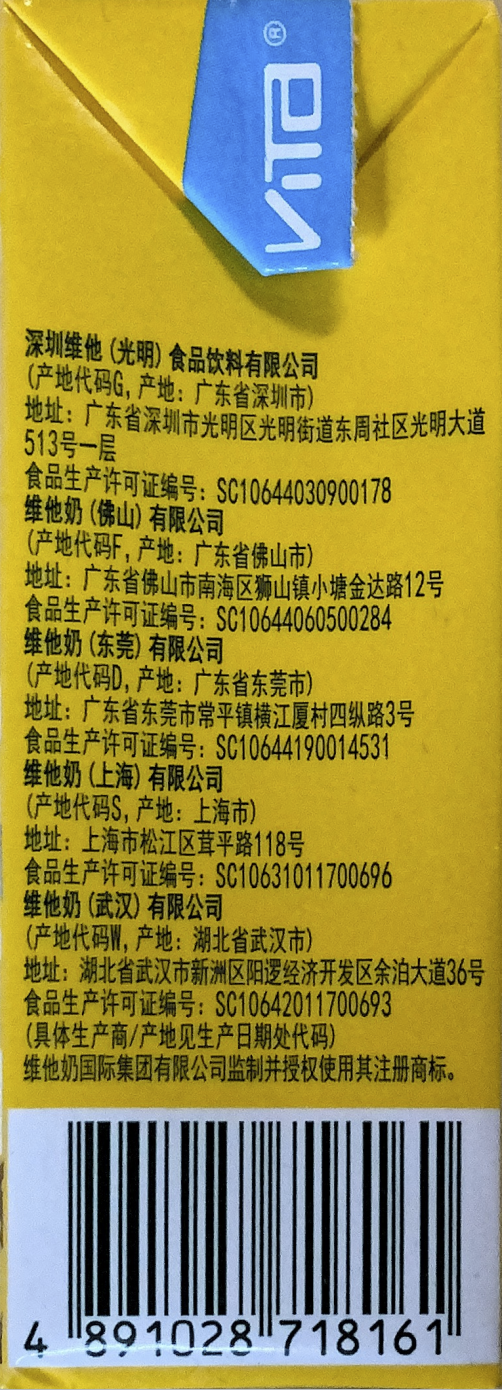 VITA®
深圳维他(光明)食品饮料有限公司
(产地代码G, 产地: 广东省深圳市)
地址: 广东省深圳市光明区光明街道东周社区光明大道
513号一层
食品生产许可证编号: SC10644030900178
维他奶(佛山)有限公司
(产地代码F, 产地: 广东省佛山市)
地址: 广东省佛山市南海区狮山镇小塘金达路12号
食品生产许可证编号: SC10644060500284
维他奶(东莞)有限公司
(产地代码D, 产地: 广东省东莞市)
地址: 广东省东莞市常平镇横江厦村四纵路3号
食品生产许可证编号: SC10644190014531
维他奶(上海)有限公司
(产地代码S, 产地: 上海市)
地址: 上海市松江区茸平路118号
食品生产许可证编号: SC10631011700696
维他奶(武汉)有限公司
(产地代码W, 产地: 湖北省武汉市)
地址: 湖北省武汉市新洲区阳逻经济开发区余泊大道36号
食品生产许可证编号: SC10642011700693
(具体生产商/产地见生产日期处代码)
维他奶国际集团有限公司监制并授权使用其注册商标。
4 891028 718161